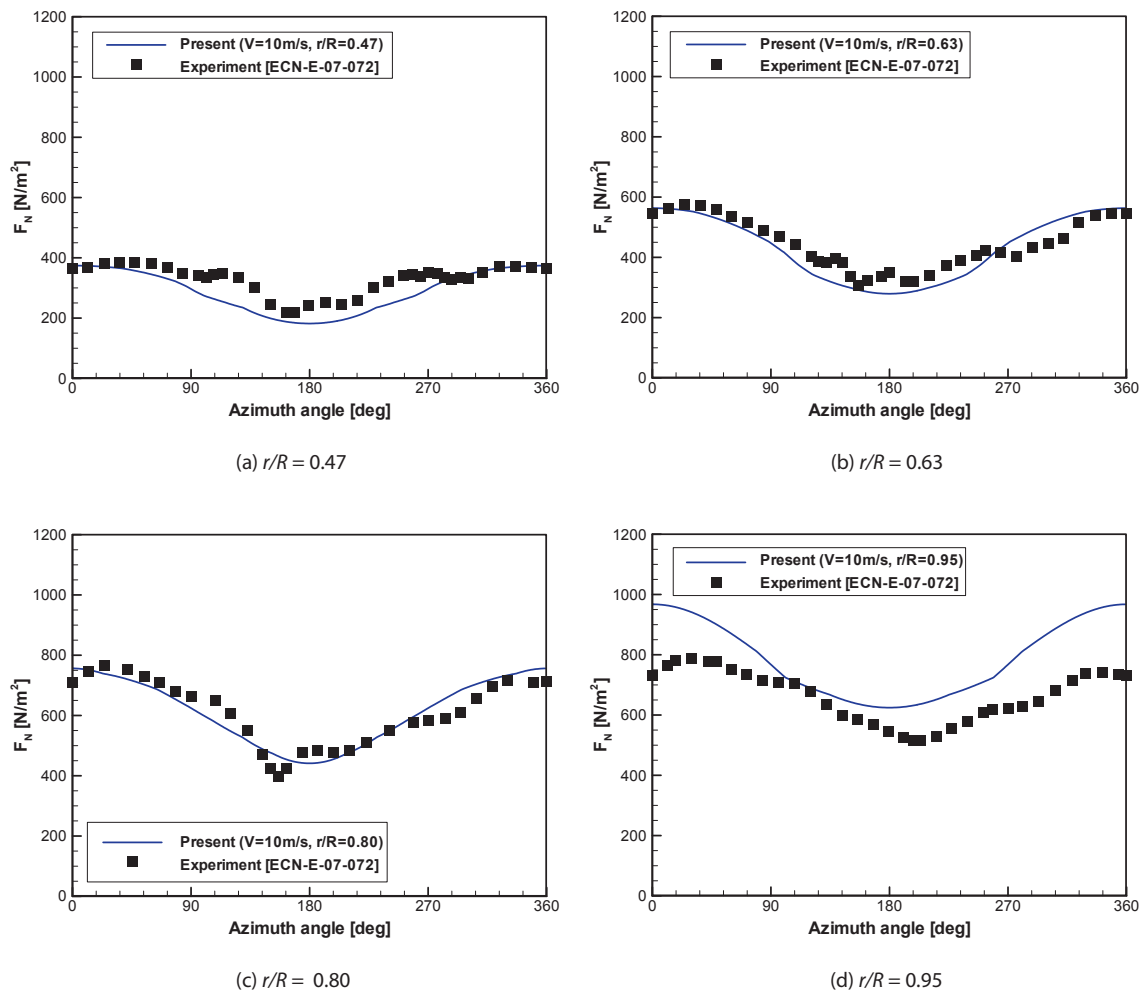 1200
1000
800
600
400
200
0
F_N [N/m²]
Present (V=10m/s, r/R=0.47)
Experiment [ECN-E-07-072]
0 90 180 270 360
Azimuth angle [deg]
(a) r/R = 0.47
1200
1000
800
600
400
200
0
F_N [N/m²]
Present (V=10m/s, r/R=0.63)
Experiment [ECN-E-07-072]
0 90 180 270 360
Azimuth angle [deg]
(b) r/R = 0.63
1200
1000
800
600
400
200
0
F_N [N/m²]
Present (V=10m/s, r/R=0.80)
Experiment [ECN-E-07-072]
0 90 180 270 360
Azimuth angle [deg]
(c) r/R = 0.80
1200
1000
800
600
400
200
0
F_N [N/m²]
Present (V=10m/s, r/R=0.95)
Experiment [ECN-E-07-072]
0 90 180 270 360
Azimuth angle [deg]
(d) r/R = 0.95